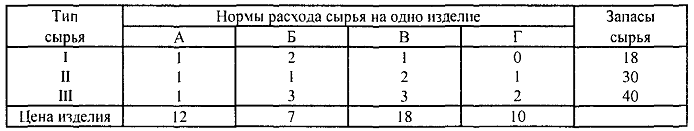 Тип сырья Нормы расхода сырья на одно изделие Запасы сырья
А Б В Г
I 1 2 1 0 18
II 1 1 2 1 30
III 1 3 3 2 40
Цена изделия 12 7 18 10